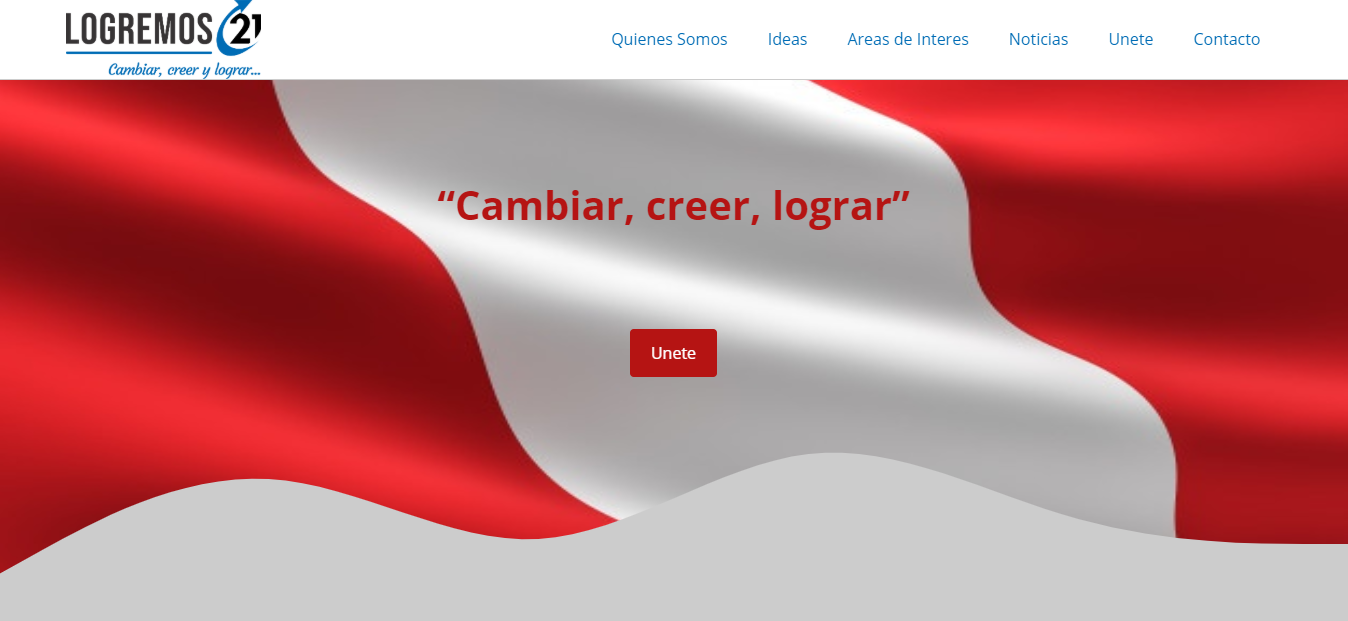 LOGREMOS 21
Cambiar, creer y lograr...
Quienes Somos Ideas Areas de Interes Noticias Unete Contacto
“Cambiar, creer, lograr”
Unete